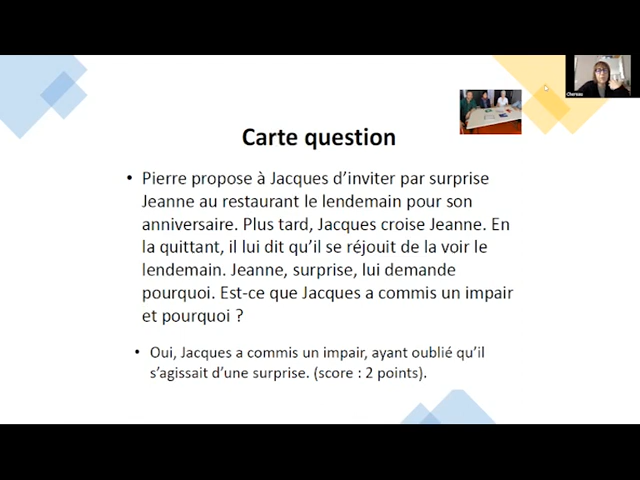 Carte question
• Pierre propose à Jacques d’inviter par surprise
Jeanne au restaurant le lendemain pour son
anniversaire. Plus tard, Jacques croise Jeanne. En
la quittant, il lui dit qu’il se réjouit de la voir le
lendemain. Jeanne, surprise, lui demande
pourquoi. Est-ce que Jacques a commis un impair
et pourquoi ?
• Oui, Jacques a commis un impair, ayant oublié qu’il
s’agissait d’une surprise. (score : 2 points).